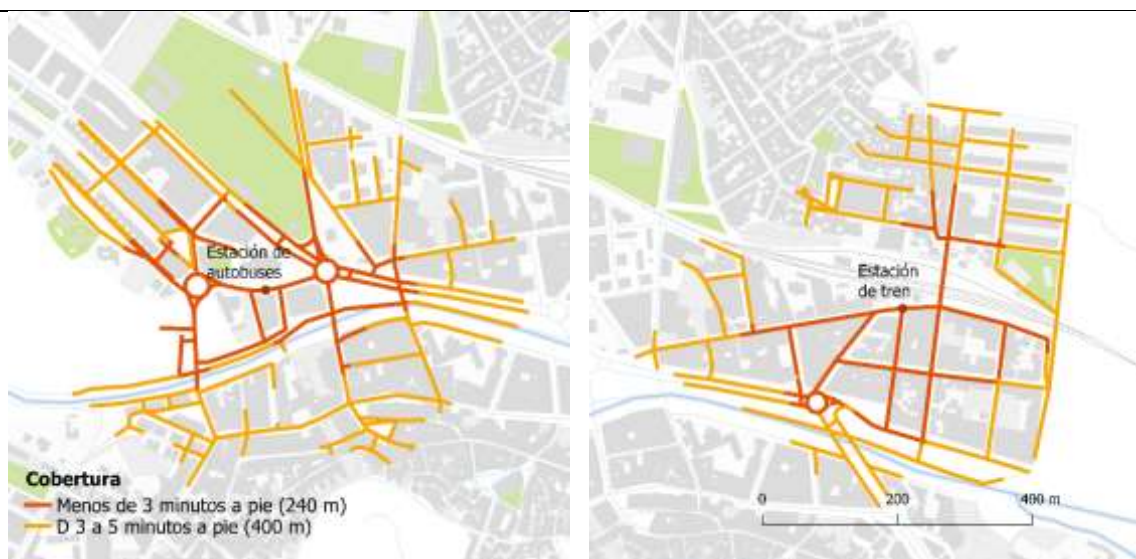 Estación de
autobuses
Cobertura
Menos de 3 minutos a pie (240 m)
D 3 a 5 minutos a pie (400 m)
Estación
de tren
0 200 400 m